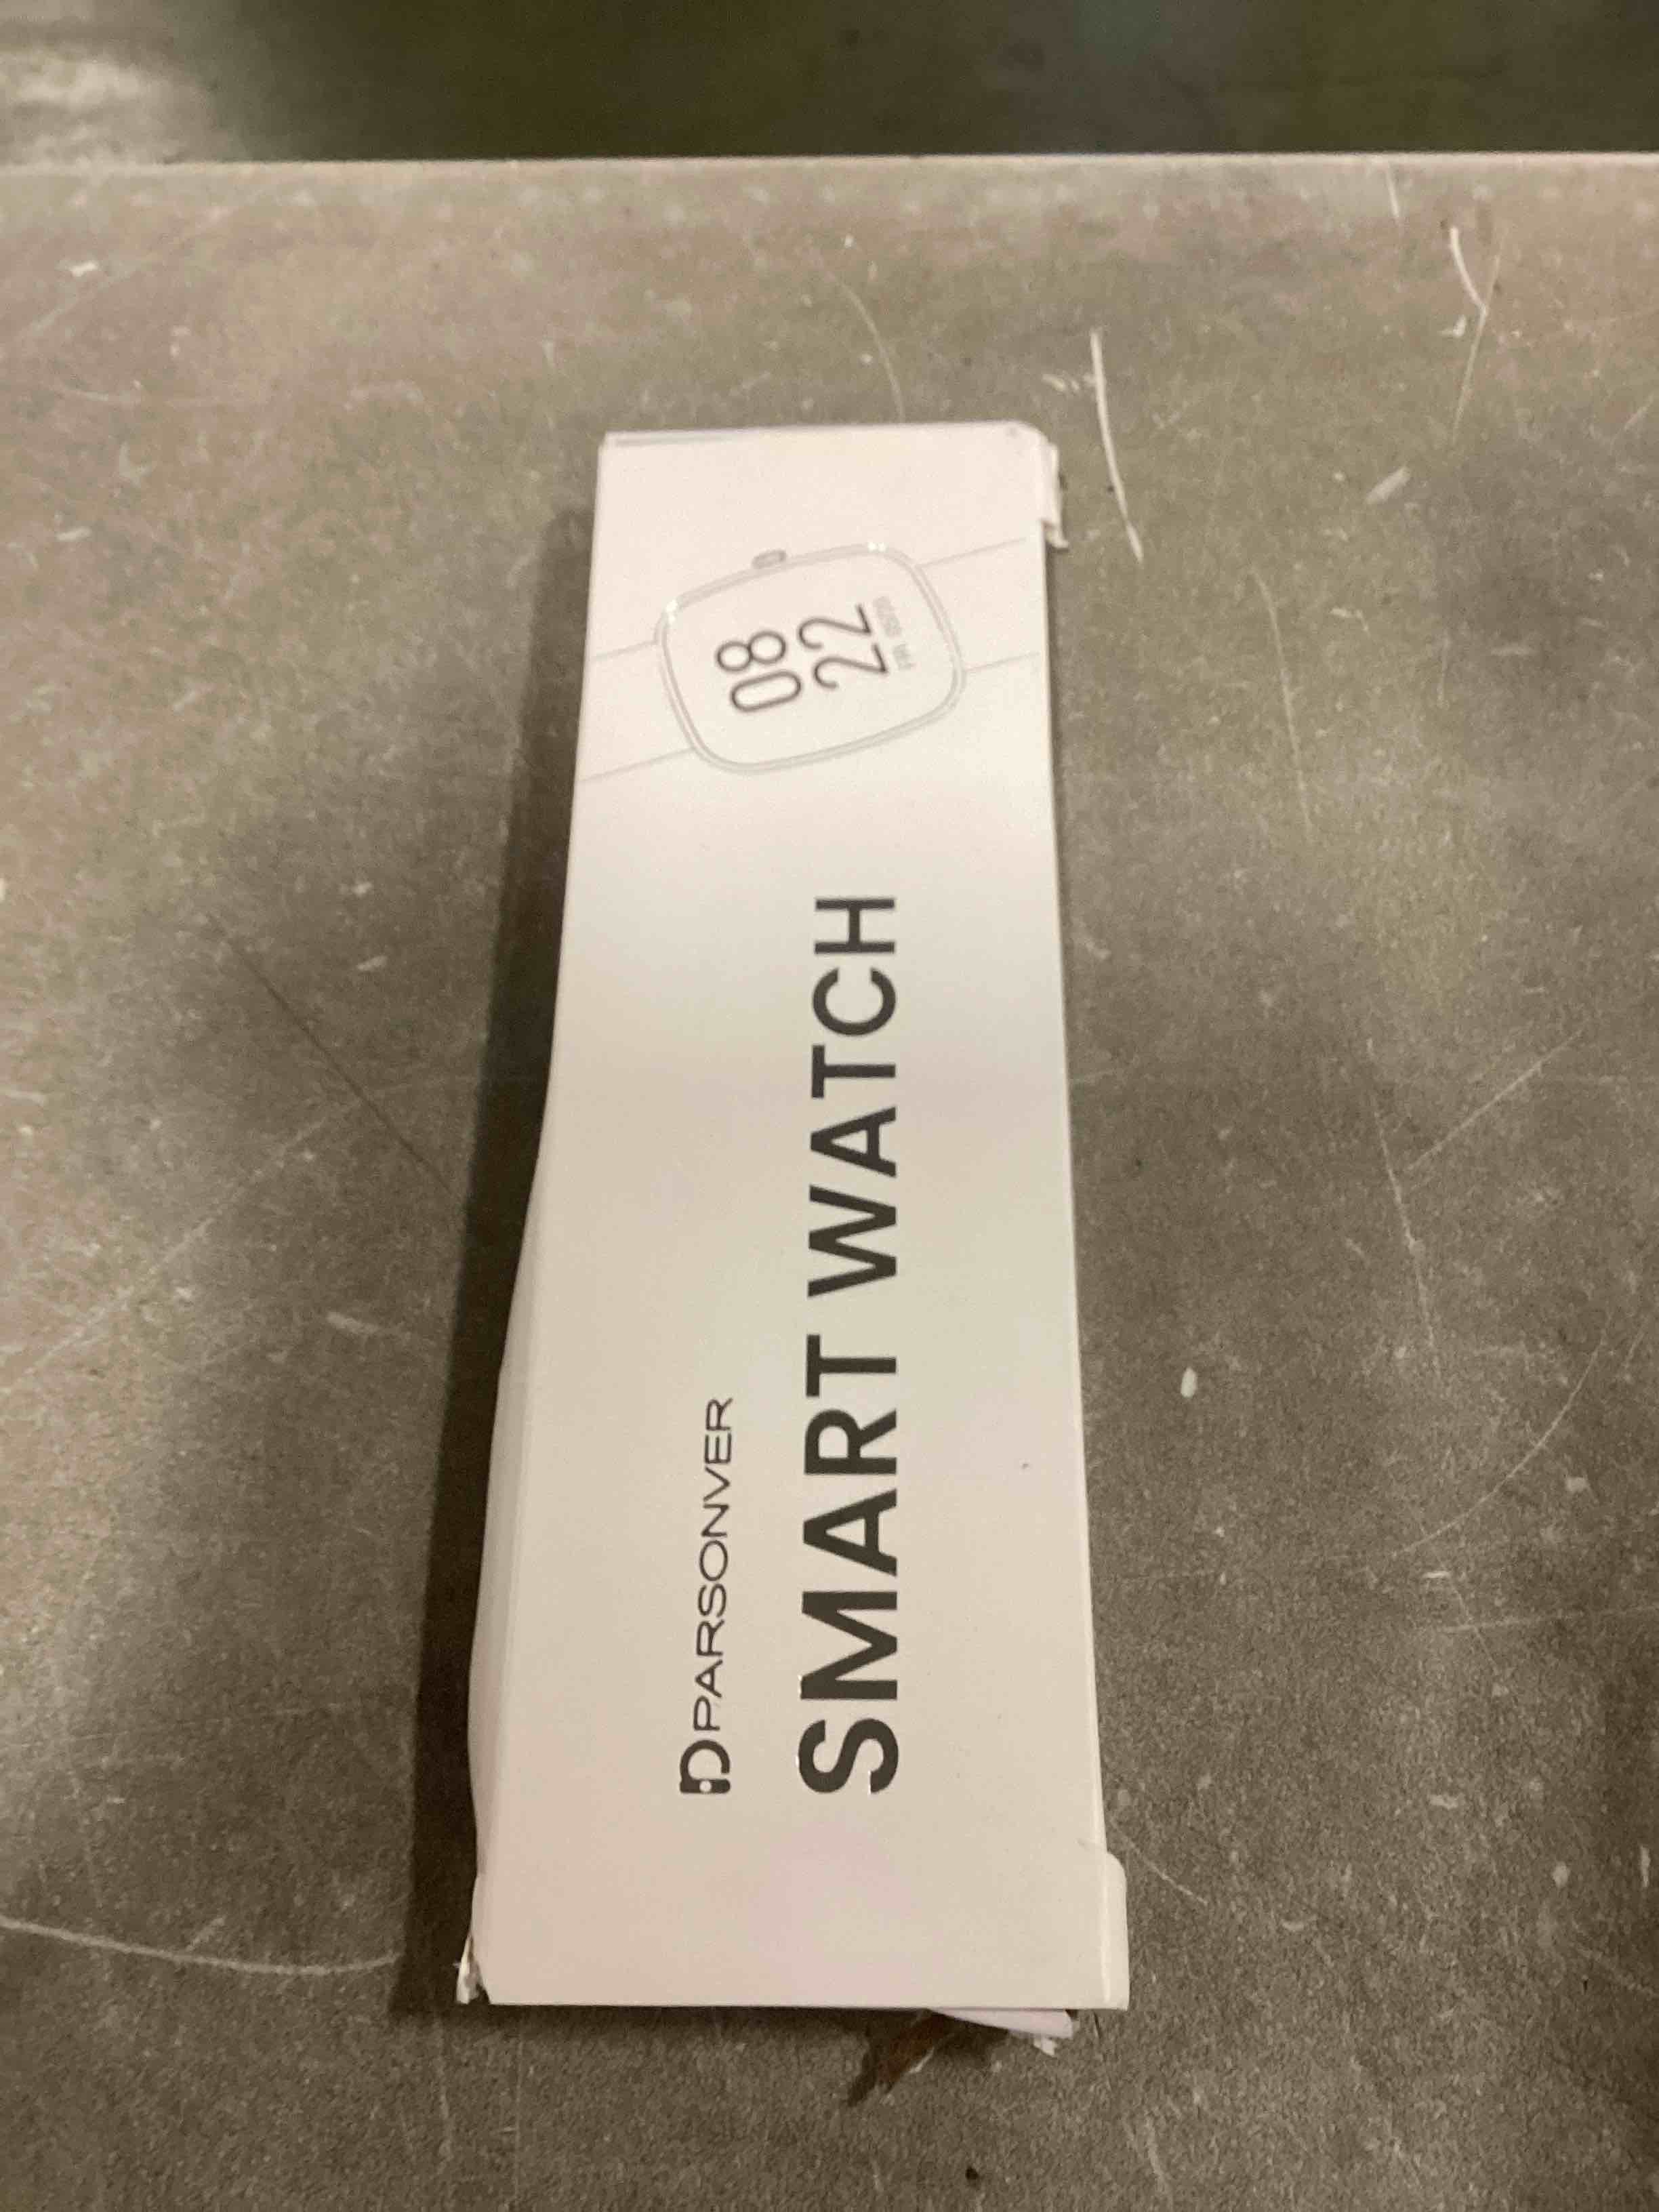 PARSONVER
SMART WATCH
08
22